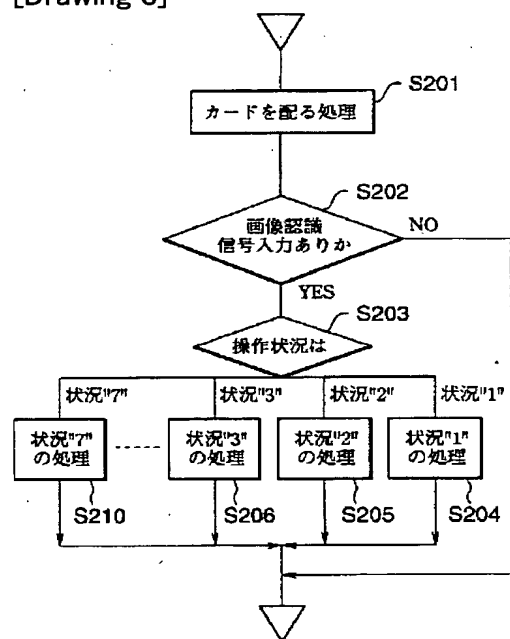 [Drawing 6]
S201
カードを配る処理
S202
画像認識
信号入力ありか
NO
YES
S203
操作状況は
状況"7"
状況"3"
状況"2"
状況"1"
状況"7"
の処理
状況"3"
の処理
状況"2"
の処理
状況"1"
の処理
S210
S206
S205
S204